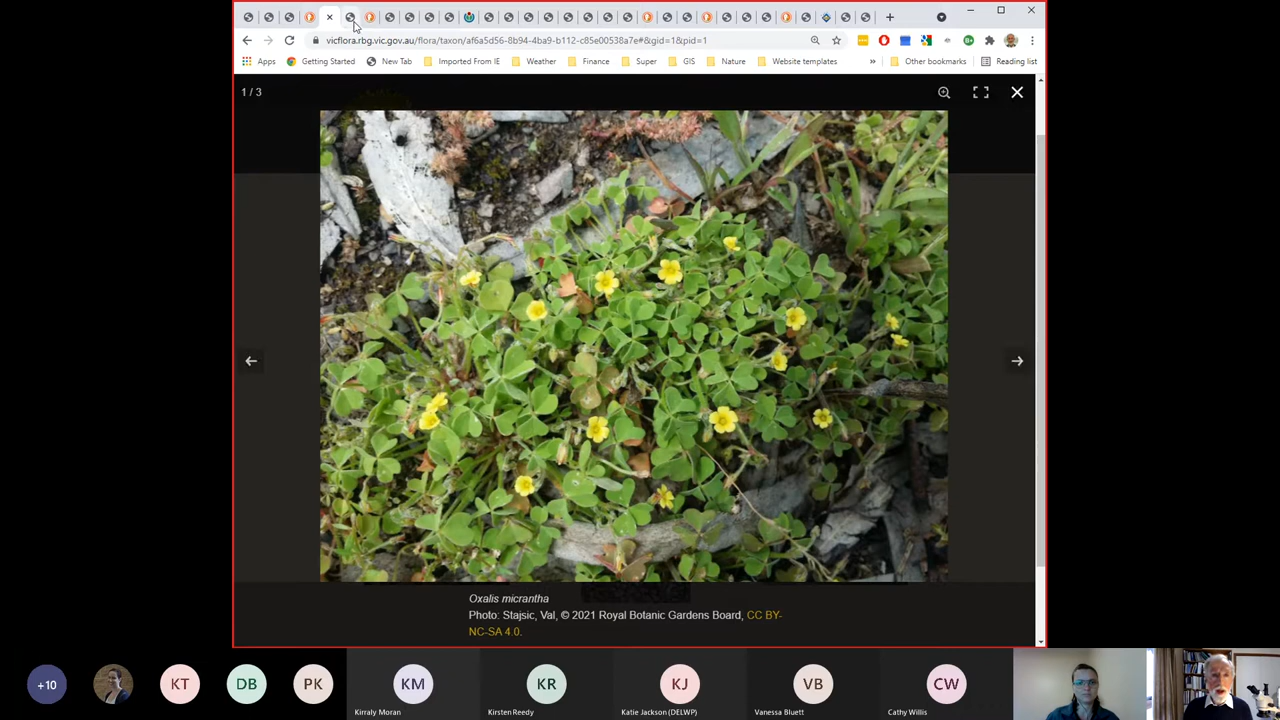 vicflora.rbg.vic.gov.au/flora/taxon/af6a5d56-8b94-4ba9-b112-c85e00538a7e#&gid=1&pid=1
Apps Getting Started New Tab Imported From IE Weather Finance Super GIS Nature Website templates » Other bookmarks Reading list
1 / 3
Oxalis micrantha
Photo: Stajsic, Val, © 2021 Royal Botanic Gardens Board, CC BY-
NC-SA 4.0.
+10 KT DB PK KM KR KJ VB CW
Kirraly Moran Kirsten Reedy Katie Jackson (DELWP) Vanessa Bluett Cathy Willis